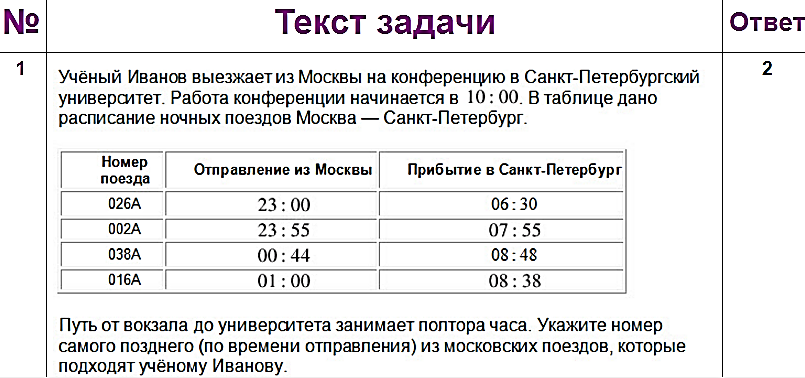 № Текст задачи Ответ
1 2
Учёный Иванов выезжает из Москвы на конференцию в Санкт-Петербургский
университет. Работа конференции начинается в 10 : 00. В таблице дано
расписание ночных поездов Москва — Санкт-Петербург.
Номер поезда Отправление из Москвы Прибытие в Санкт-Петербург
026А 23 : 00 06 : 30
002А 23 : 55 07 : 55
038А 00 : 44 08 : 48
016А 01 : 00 08 : 38
Путь от вокзала до университета занимает полтора часа. Укажите номер
самого позднего (по времени отправления) из московских поездов, которые
подходят учёному Иванову.